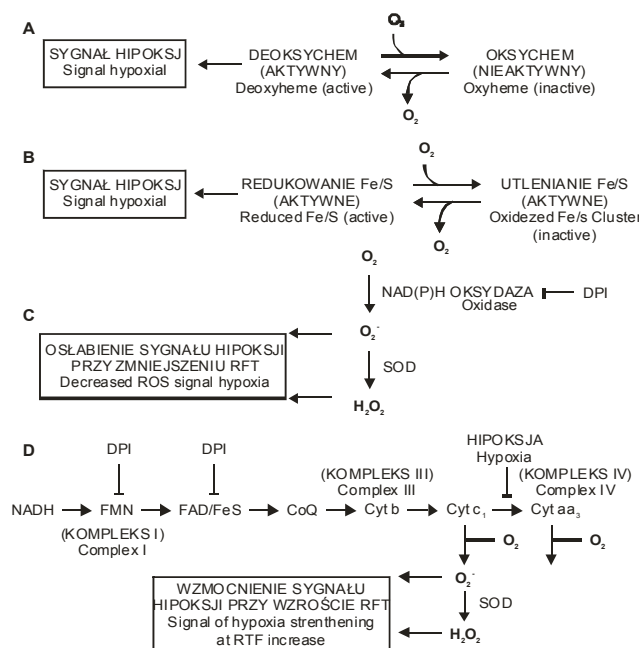 A
O₂
SYGNAŁ HIPOKSJ
Signal hypoxial
DEOKSYCHEM
(AKTYWNY)
Deoxyheme (active)
OKSYCHEM
(NIEAKTYWNY)
Oxyheme (inactive)
O₂
B
O₂
SYGNAŁ HIPOKSJ
Signal hypoxial
REDUKOWANIE Fe/S
(AKTYWNE)
Reduced Fe/S (active)
UTLENIANIE Fe/S
(AKTYWNE)
Oxidezed Fe/s Cluster
(inactive)
O₂
O₂
NAD(P)H OKSYDAZA
Oxidase
DPI
C
O₂⁻
OSŁABIENIE SYGNAŁU HIPOKSJI
PRZY ZMNIEJSZENIU RFT
Decreased ROS signal hypoxia
SOD
H₂O₂
D
DPI
DPI
HIPOKSJA
Hypoxia
(KOMPLEKS III)
Complex III
(KOMPLEKS IV)
Complex IV
NADH
FMN
FAD/FeS
CoQ
Cyt b
Cyt c₁
Cyt aa₃
(KOMPLEKS I)
Complex I
O₂
O₂
O₂⁻
WZMOCNIENIE SYGNAŁU
HIPOKSJI PRZY WZROŚCIE RFT
Signal of hypoxia strenthening
at RTF increase
SOD
H₂O₂